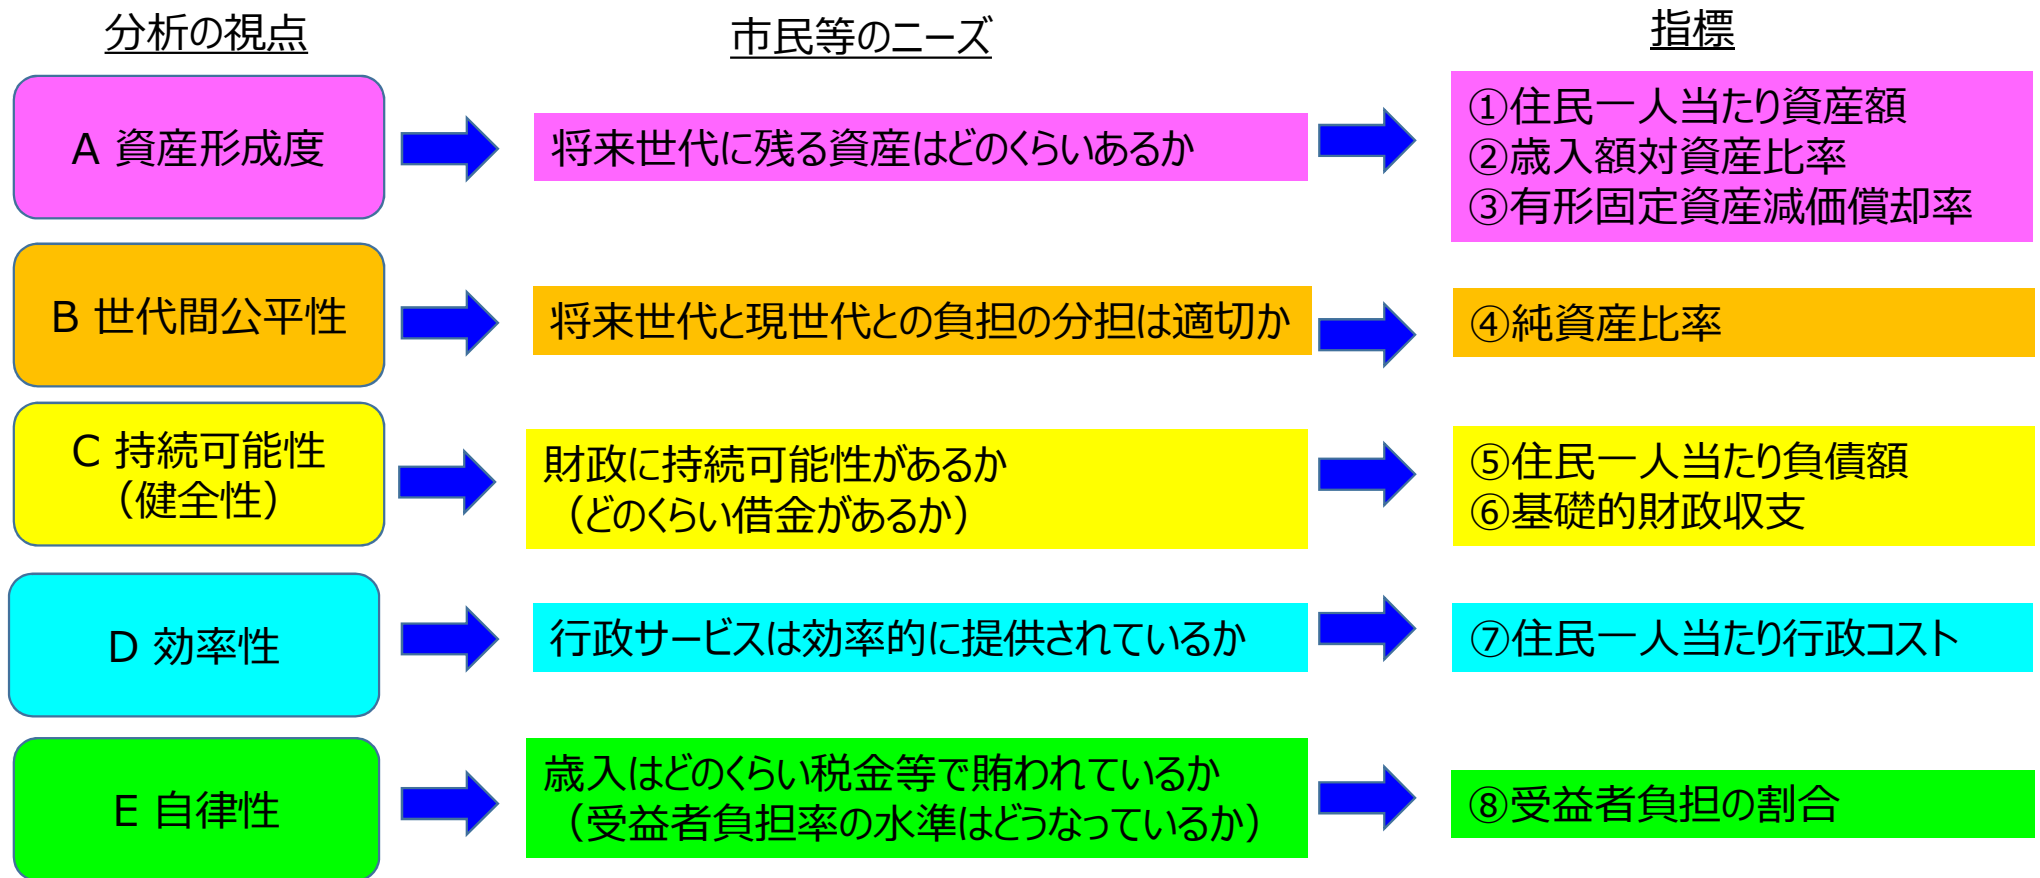 分析の視点
市民等のニーズ
指標
A 資産形成度
将来世代に残る資産はどのくらいあるか
①住民一人当たり資産額
②歳入額対資産比率
③有形固定資産減価償却率
B 世代間公平性
将来世代と現世代との負担の分担は適切か
④純資産比率
C 持続可能性
（健全性）
財政に持続可能性があるか
（どのくらい借金があるか）
⑤住民一人当たり負債額
⑥基礎的財政収支
D 効率性
行政サービスは効率的に提供されているか
⑦住民一人当たり行政コスト
E 自律性
歳入はどのくらい税金等で賄われているか
（受益者負担率の水準はどうなっているか）
⑧受益者負担の割合